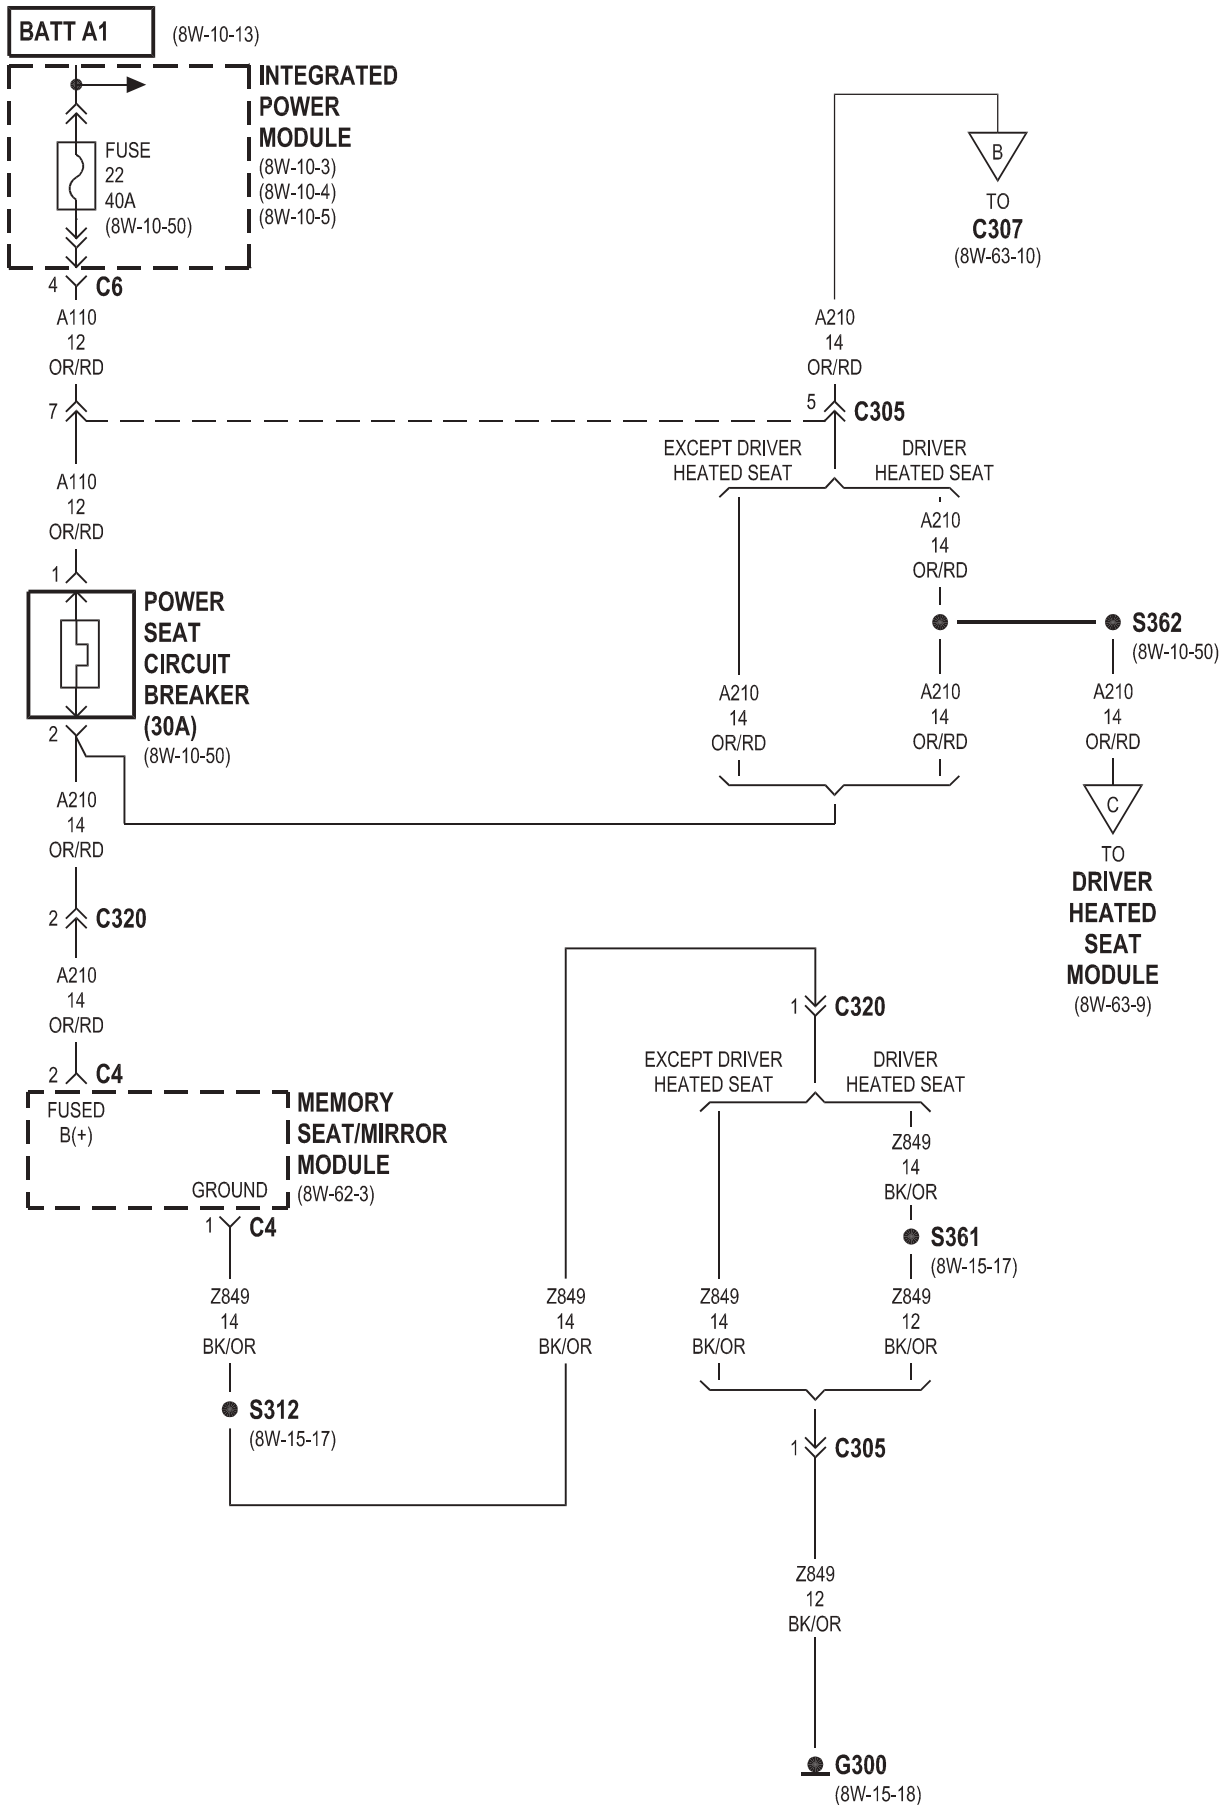 BATT A1
(8W-10-13)
INTEGRATED
POWER
MODULE
(8W-10-3)
(8W-10-4)
(8W-10-5)
FUSE
22
40A
(8W-10-50)
4
C6
A110
12
OR/RD
7
A110
12
OR/RD
1
POWER
SEAT
CIRCUIT
BREAKER
(30A)
(8W-10-50)
2
A210
14
OR/RD
2
C320
A210
14
OR/RD
2
C4
FUSED
B(+)
GROUND
MEMORY
SEAT/MIRROR
MODULE
(8W-62-3)
1
C4
Z849
14
BK/OR
S312
(8W-15-17)
B
TO
C307
(8W-63-10)
A210
14
OR/RD
5
C305
EXCEPT DRIVER
HEATED SEAT
DRIVER
HEATED SEAT
A210
14
OR/RD
S362
(8W-10-50)
A210
14
OR/RD
A210
14
OR/RD
A210
14
OR/RD
C
TO
DRIVER
HEATED
SEAT
MODULE
(8W-63-9)
1
C320
EXCEPT DRIVER
HEATED SEAT
DRIVER
HEATED SEAT
Z849
14
BK/OR
S361
(8W-15-17)
Z849
14
BK/OR
Z849
14
BK/OR
Z849
12
BK/OR
1
C305
Z849
12
BK/OR
G300
(8W-15-18)